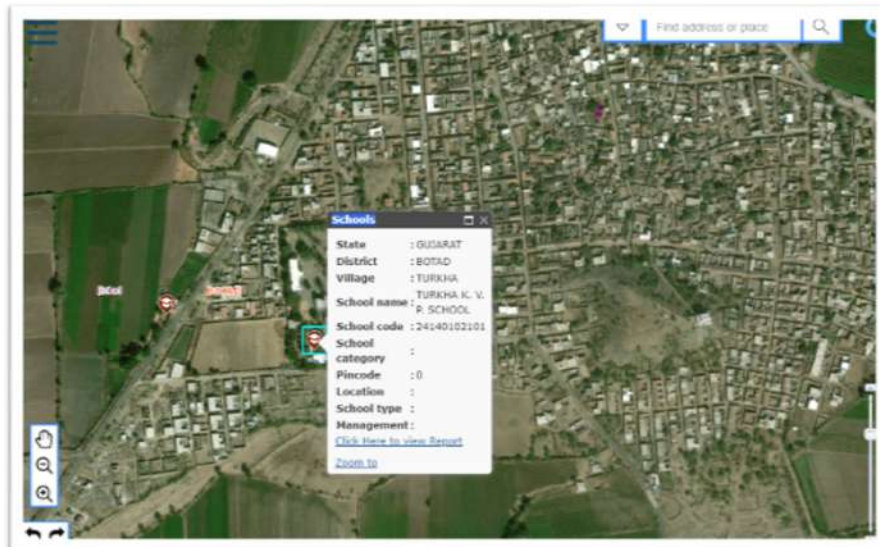 Find address or place
Schools
State : GUJARAT
District : BOTAD
Village : TURKHA
School name : TURKHA K. V.
P. SCHOOL
School code : 24140102101
School
category :
Pincode : 0
Location :
School type :
Management :
Click Here to view Report
Zoom to